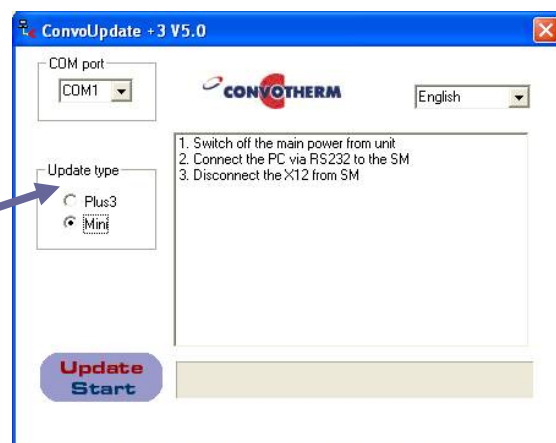 ConvoUpdate +3 V5.0
COM port
COM1
CONVOTHERM
English
Update type
Plus3
Mini
1. Switch off the main power from unit
2. Connect the PC via RS232 to the SM
3. Disconnect the X12 from SM
Update
Start